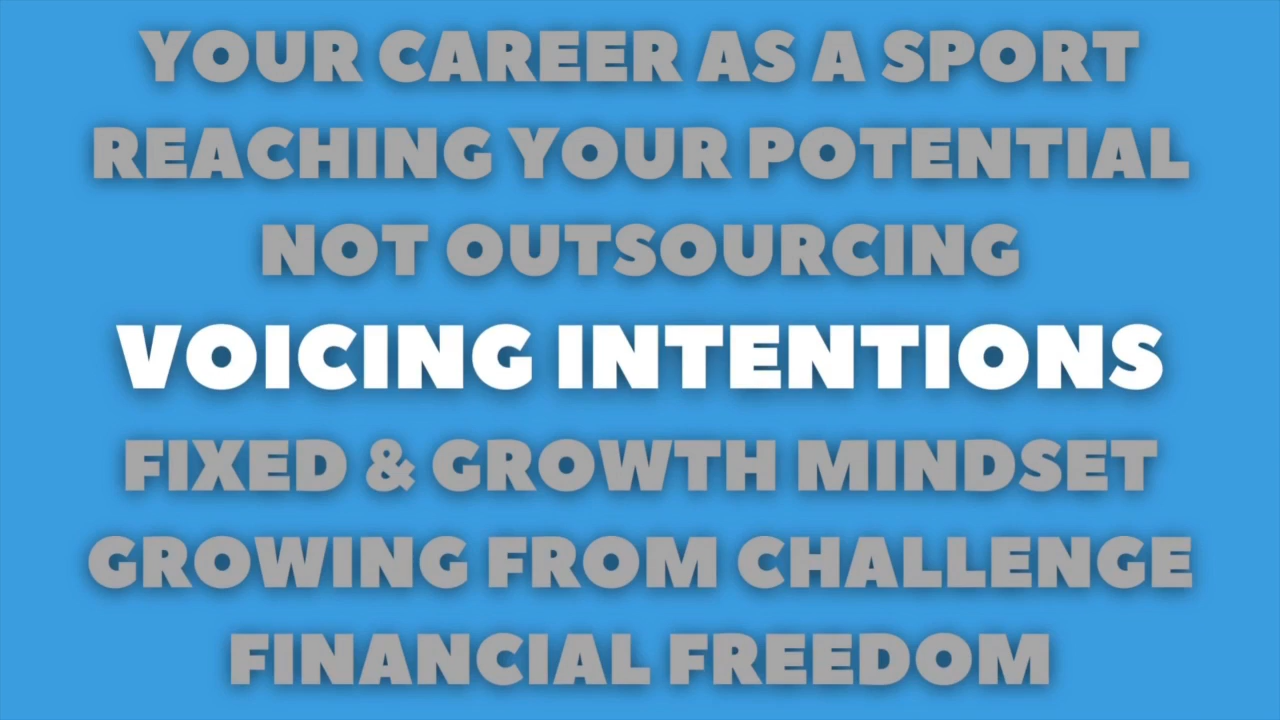 YOUR CAREER AS A SPORT
REACHING YOUR POTENTIAL
NOT OUTSOURCING
VOICING INTENTIONS
FIXED & GROWTH MINDSET
GROWING FROM CHALLENGE
FINANCIAL FREEDOM